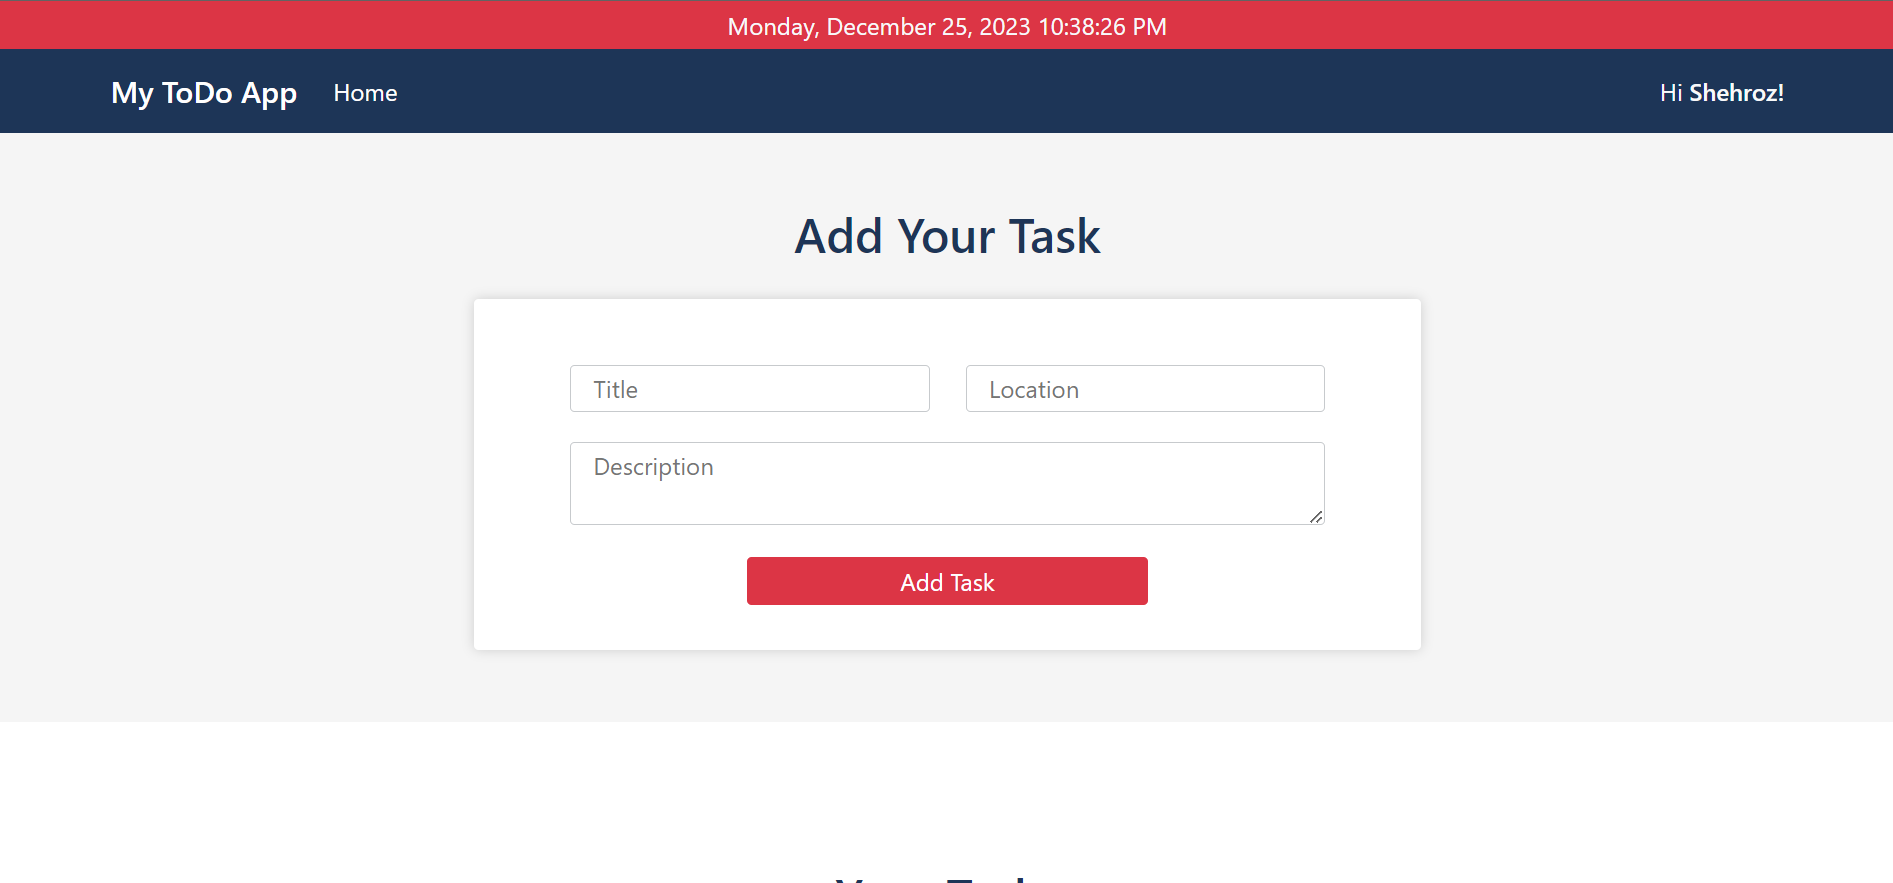 Monday, December 25, 2023 10:38:26 PM
My ToDo App Home Hi Shehroz!
Add Your Task
Title Location
Description
Add Task